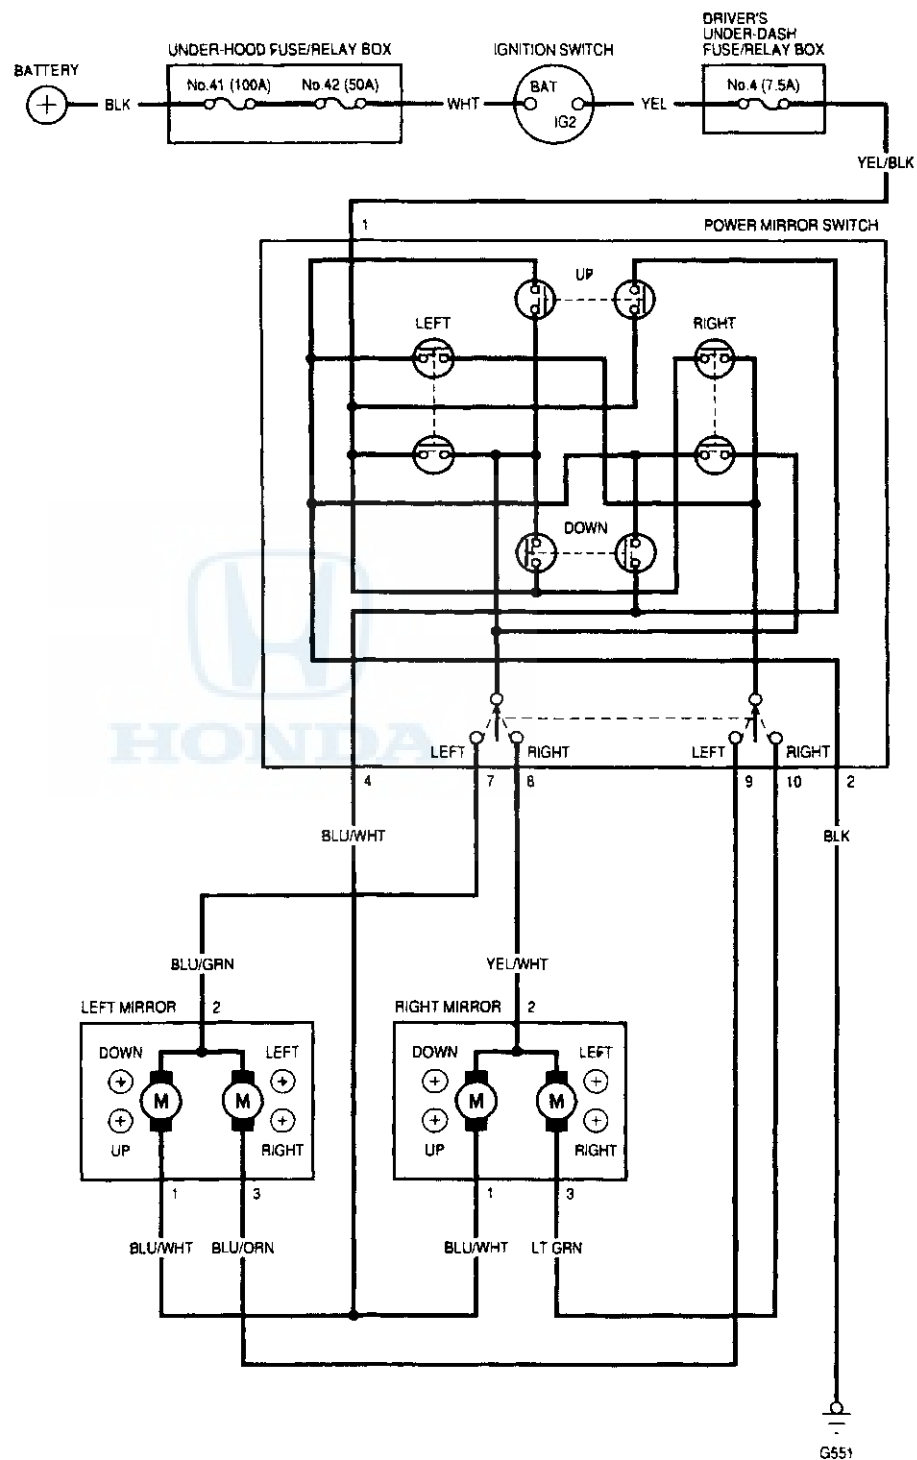 DRIVER'S
UNDER-DASH
FUSE/RELAY BOX
UNDER-HOOD FUSE/RELAY BOX
IGNITION SWITCH
BATTERY
No.41 (100A)
No.42 (50A)
BAT
IG2
No.4 (7.5A)
+
BLK
WHT
YEL
YEL/BLK
1
POWER MIRROR SWITCH
UP
LEFT
RIGHT
DOWN
HONDA
LEFT
RIGHT
LEFT
RIGHT
4
7
8
9
10
2
BLU/WHT
BLK
BLU/GRN
YEL/WHT
LEFT MIRROR
2
RIGHT MIRROR
2
DOWN
LEFT
DOWN
LEFT
+
+
+
+
M
M
M
M
+
+
+
+
UP
RIGHT
UP
RIGHT
1
3
1
3
BLU/WHT
BLU/ORN
BLU/WHT
LT GRN
G551